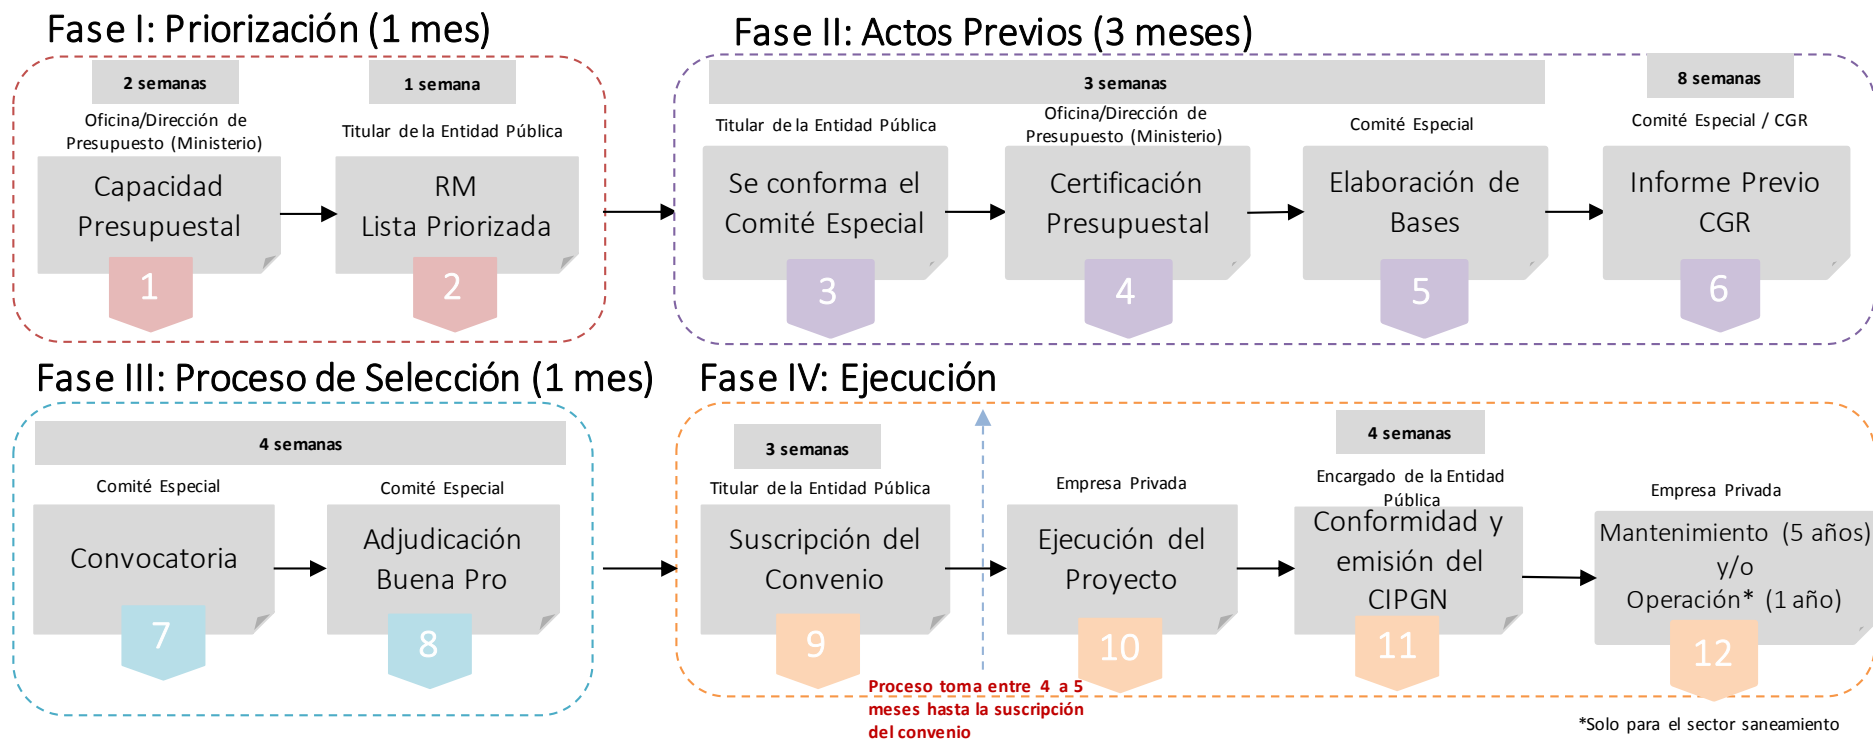 Fase I: Priorización (1 mes)
2 semanas
1 semana
Oficina/Dirección de
Presupuesto (Ministerio)
Titular de la Entidad Pública
Capacidad
Presupuestal
RM
Lista Priorizada
1
2
Fase II: Actos Previos (3 meses)
3 semanas
8 semanas
Titular de la Entidad Pública
Oficina/Dirección de
Presupuesto (Ministerio)
Comité Especial
Comité Especial / CGR
Se conforma el
Comité Especial
Certificación
Presupuestal
Elaboración de
Bases
Informe Previo
CGR
3
4
5
6
Fase III: Proceso de Selección (1 mes)
4 semanas
Comité Especial
Comité Especial
Convocatoria
Adjudicación
Buena Pro
7
8
Fase IV: Ejecución
3 semanas
4 semanas
Titular de la Entidad Pública
Empresa Privada
Encargado de la Entidad
Pública
Empresa Privada
Suscripción del
Convenio
Ejecución del
Proyecto
Conformidad y
emisión del
CIPGN
Mantenimiento (5 años)
y/o
Operación* (1 año)
9
10
11
12
Proceso toma entre 4 a 5
meses hasta la suscripción
del convenio
*Solo para el sector saneamiento